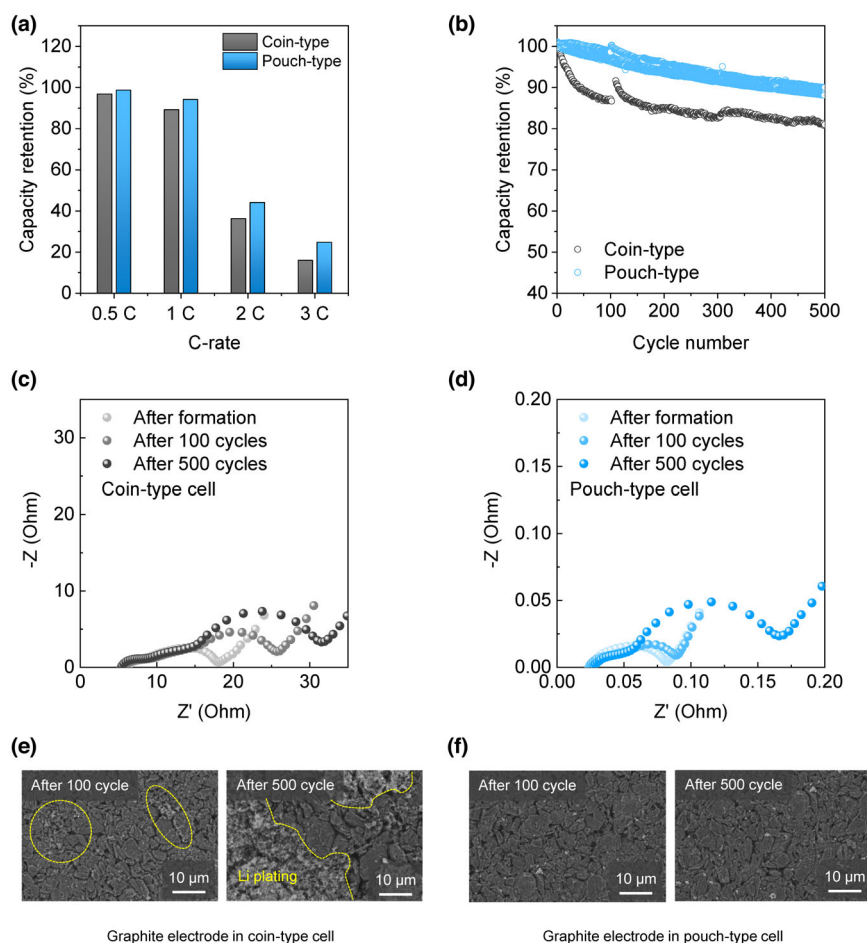 (a)
Capacity retention (%)
120
100
80
60
40
20
0
Coin-type
Pouch-type
0.5 C 1 C 2 C 3 C
C-rate
(b)
Capacity retention (%)
100
90
80
70
60
50
40
Coin-type
Pouch-type
0 100 200 300 400 500
Cycle number
(c)
-Z (Ohm)
30
20
10
0
After formation
After 100 cycles
After 500 cycles
Coin-type cell
10 20 30
Z' (Ohm)
(d)
-Z (Ohm)
0.20
0.15
0.10
0.05
0.00
After formation
After 100 cycles
After 500 cycles
Pouch-type cell
0.00 0.05 0.10 0.15 0.20
Z' (Ohm)
(e)
After 100 cycle
10 μm
After 500 cycle
Li plating
10 μm
Graphite electrode in coin-type cell
(f)
After 100 cycle
10 μm
After 500 cycle
10 μm
Graphite electrode in pouch-type cell